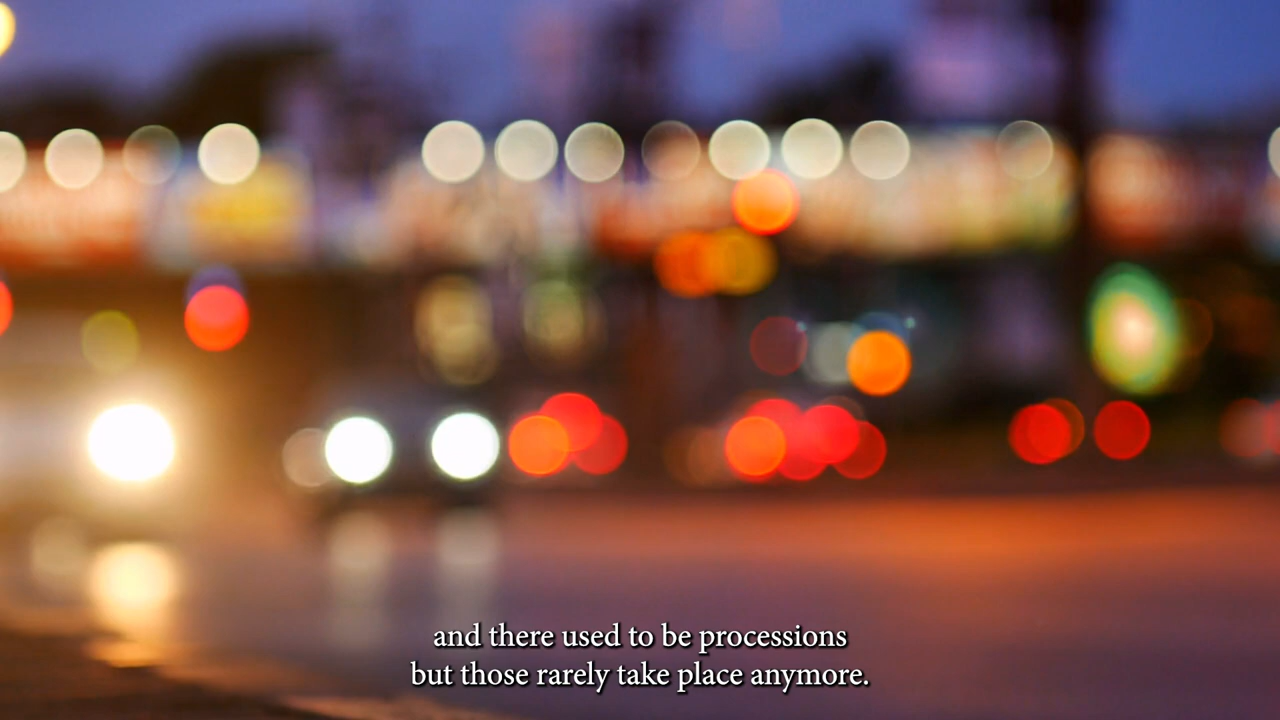 and there used to be processions
but those rarely take place anymore.